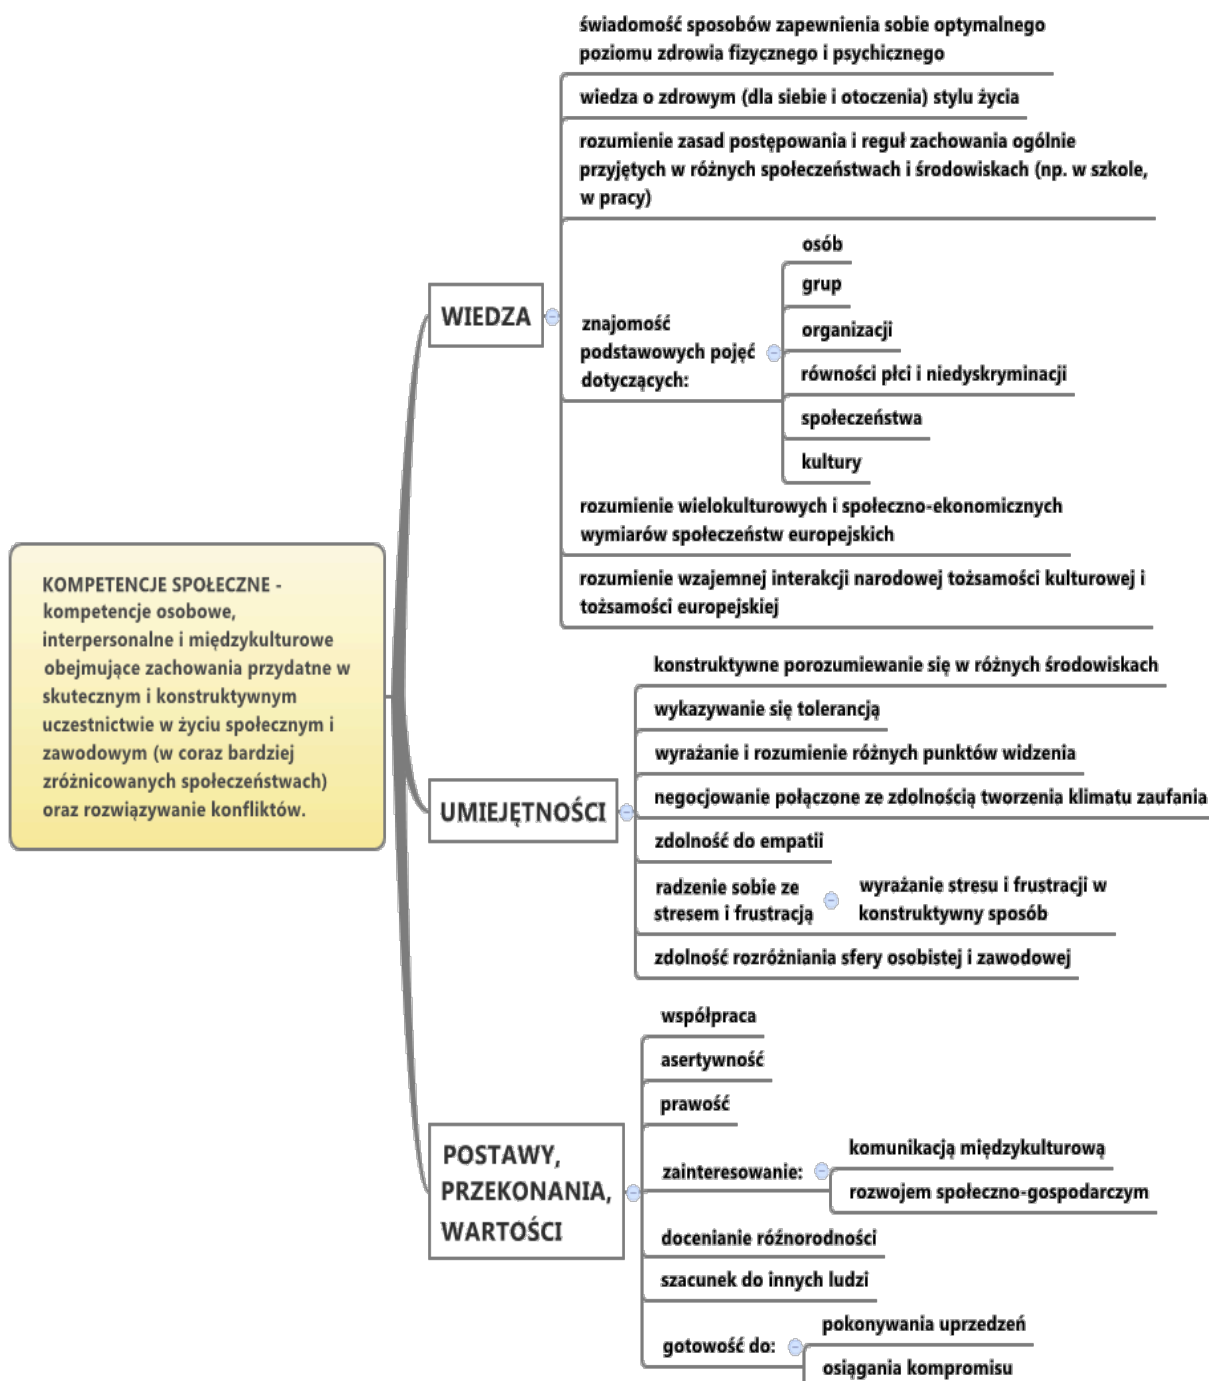 świadomość sposobów zapewnienia sobie optymalnego
poziomu zdrowia fizycznego i psychicznego
wiedza o zdrowym (dla siebie i otoczenia) stylu życia
rozumienie zasad postępowania i reguł zachowania ogólnie
przyjętych w różnych społeczeństwach i środowiskach (np. w szkole,
w pracy)
WIEDZA
znajomość
podstawowych pojęć
dotyczących:
osób
grup
organizacji
równości płci i niedyskryminacji
społeczeństwa
kultury
rozumienie wielokulturowych i społeczno-ekonomicznych
wymiarów społeczeństw europejskich
rozumienie wzajemnej interakcji narodowej tożsamości kulturowej i
tożsamości europejskiej
KOMPETENCJE SPOŁECZNE -
kompetencje osobowe,
interpersonalne i międzykulturowe
obejmujące zachowania przydatne w
skutecznym i konstruktywnym
uczestnictwie w życiu społecznym i
zawodowym (w coraz bardziej
zróżnicowanych społeczeństwach)
oraz rozwiązywanie konfliktów.
UMIEJĘTNOŚCI
konstruktywne porozumiewanie się w różnych środowiskach
wykazywanie się tolerancją
wyrażanie i rozumienie różnych punktów widzenia
negocjowanie połączone ze zdolnością tworzenia klimatu zaufania
zdolność do empatii
radzenie sobie ze
stresem i frustracją
wyrażanie stresu i frustracji w
konstruktywny sposób
zdolność rozróżniania sfery osobistej i zawodowej
POSTAWY,
PRZEKONANIA,
WARTOŚCI
współpraca
asertywność
prawość
zainteresowanie:
komunikacją międzykulturową
rozwojem społeczno-gospodarczym
docenianie różnorodności
szacunek do innych ludzi
gotowość do:
pokonywania uprzedzeń
osiągania kompromisu